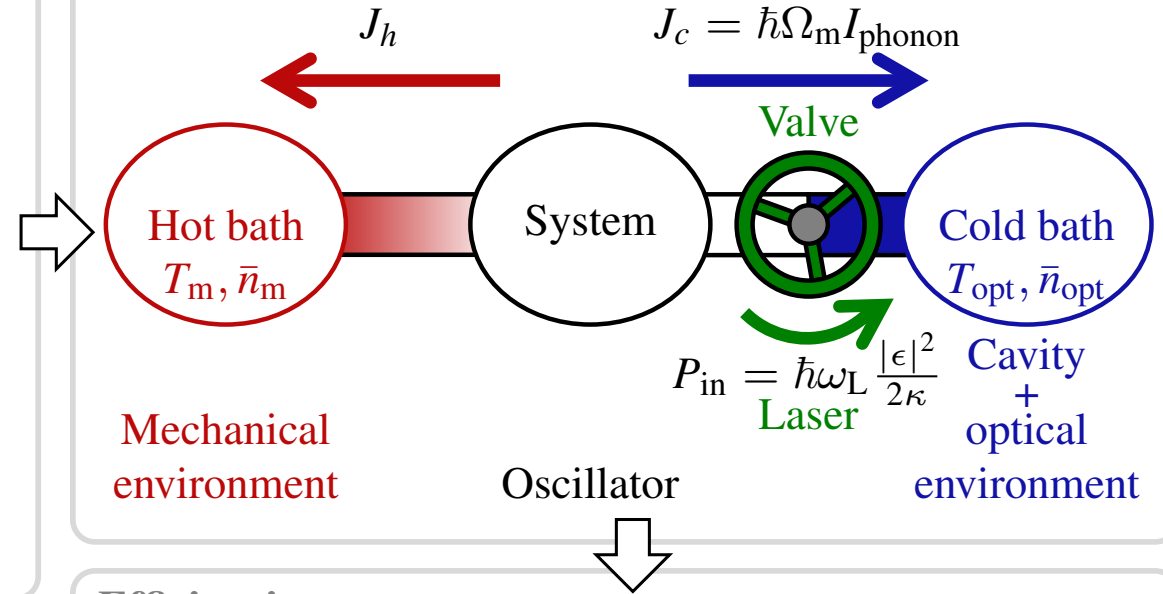 J_h
J_c = ℏΩ_m I_phonon
Valve
Hot bath
T_m, n̄_m
System
Cold bath
T_opt, n̄_opt
P_in = ℏω_L |ϵ|²/2κ
Laser
Cavity
+
optical
environment
Mechanical
environment
Oscillator